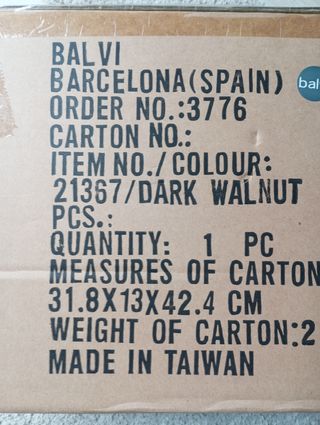 BALVI
BARCELONA(SPAIN)
bal
ORDER NO.:3776
CARTON NO.:
ITEM NO./COLOUR:
21367/DARK WALNUT
PCS.:
QUANTITY: 1 PC
MEASURES OF CARTON
31.8X13X42.4 CM
WEIGHT OF CARTON:2
MADE IN TAIWAN